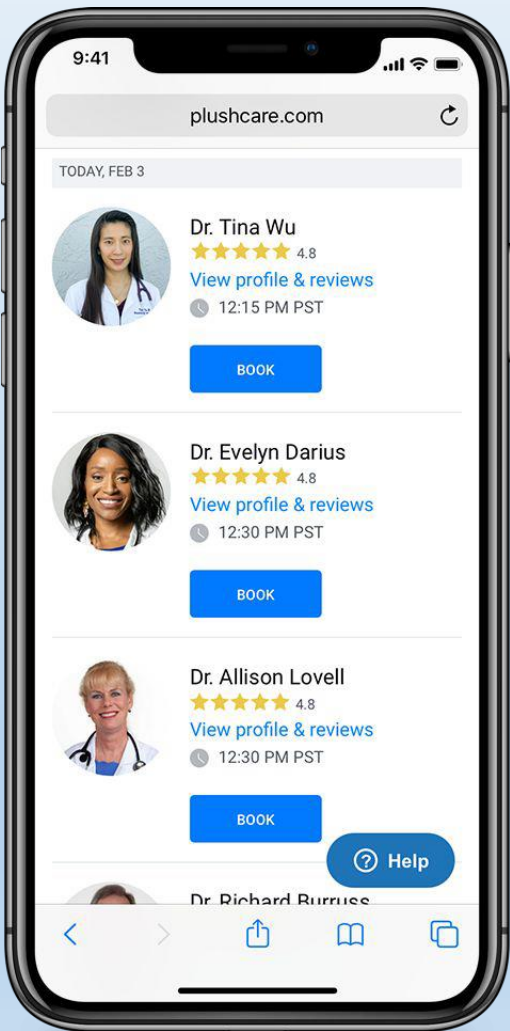 9:41
plushcare.com
TODAY, FEB 3
Dr. Tina Wu
4.8
View profile & reviews
12:15 PM PST
BOOK
Dr. Evelyn Darius
4.8
View profile & reviews
12:30 PM PST
BOOK
Dr. Allison Lovell
4.8
View profile & reviews
12:30 PM PST
BOOK
? Help
Dr. Richard Burruss